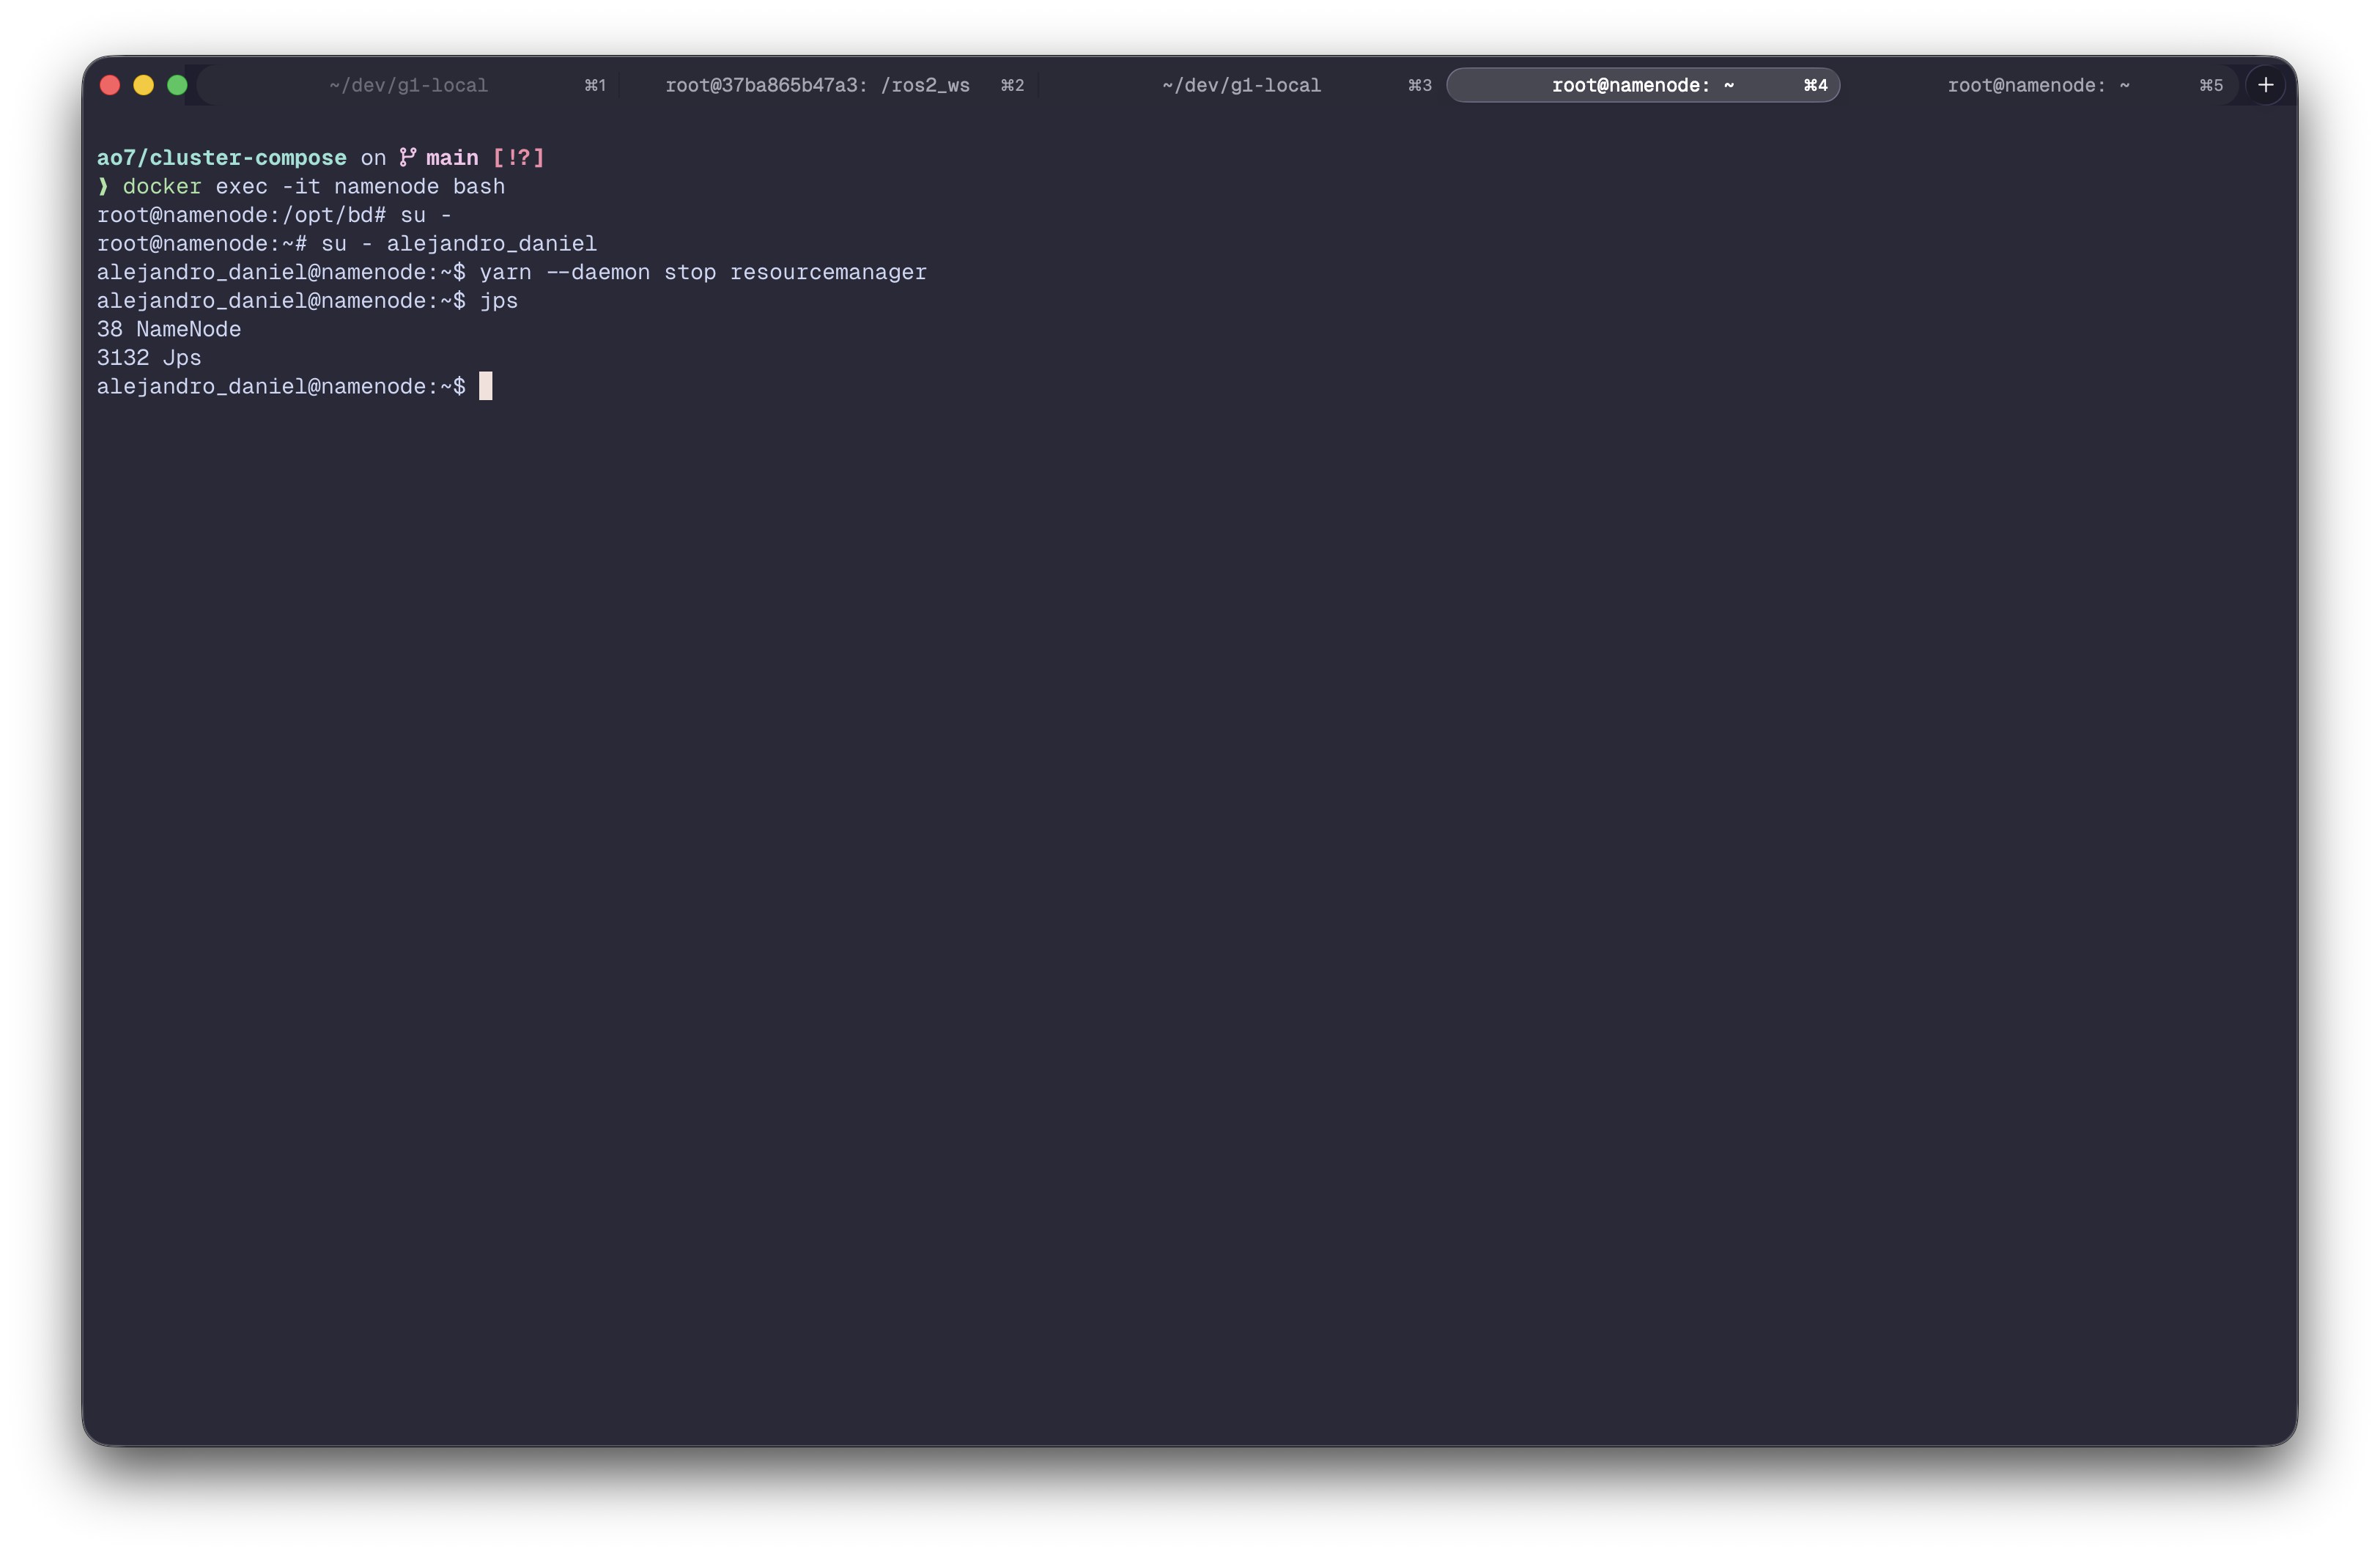 ~/dev/g1-local ⌘1 root@37ba865b47a3: /ros2_ws ⌘2 ~/dev/g1-local ⌘3 root@namenode: ~ ⌘4 root@namenode: ~ ⌘5 +
ao7/cluster-compose on main [!?]
❱ docker exec -it namenode bash
root@namenode:/opt/bd# su -
root@namenode:~# su - alejandro_daniel
alejandro_daniel@namenode:~$ yarn --daemon stop resourcemanager
alejandro_daniel@namenode:~$ jps
38 NameNode
3132 Jps
alejandro_daniel@namenode:~$